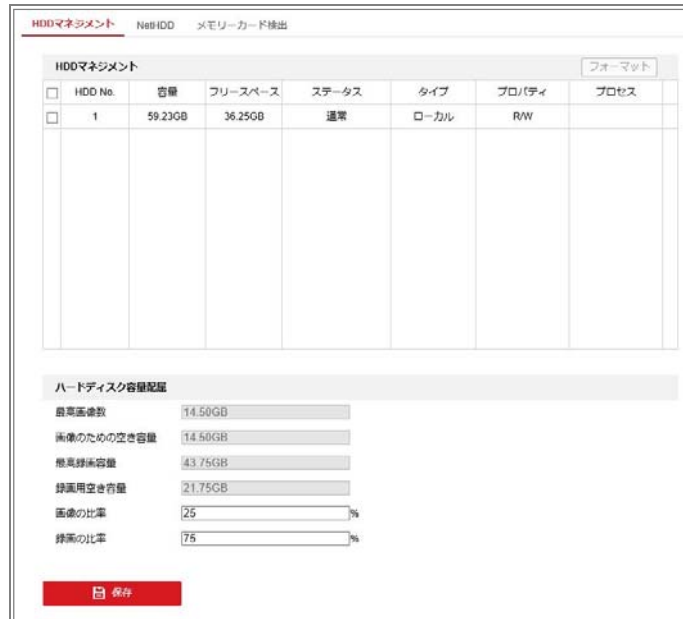 HDDマネジメント NetHDD メモリーカード検出
HDDマネジメント フォーマット
HDD No. 容量 フリースペース ステータス タイプ プロパティ プロセス
1 59.23GB 36.25GB 通常 ローカル R/W
ハードディスク容量配属
最高画像数 14.50GB
画像のための空き容量 14.50GB
最高録画容量 43.75GB
録画用空き容量 21.75GB
画像の比率 25 %
録画の比率 75 %
保存